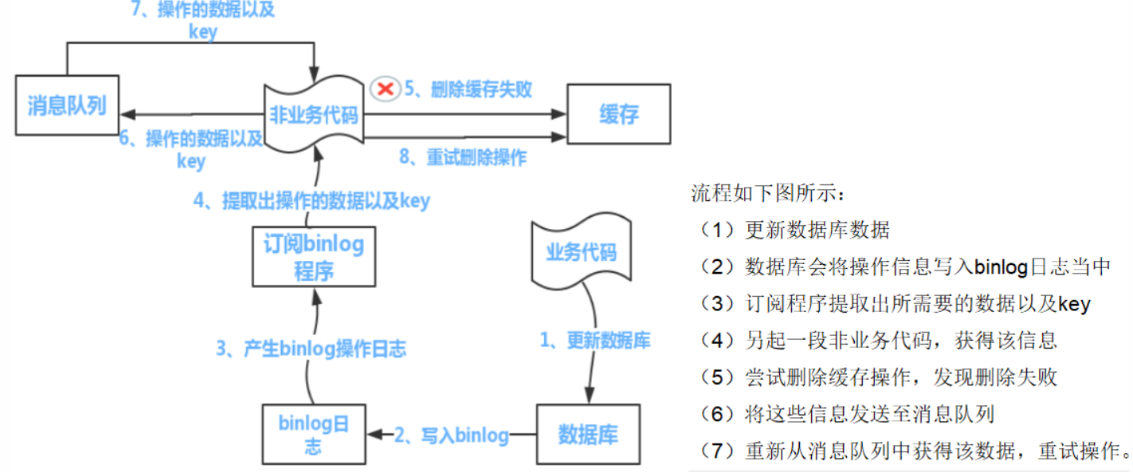 7、操作的数据以及
key
消息队列
非业务代码
5、删除缓存失败
缓存
6、操作的数据以及
key
8、重试删除操作
4、提取出操作的数据以及key
订阅binlog
程序
业务代码
3、产生binlog操作日志
1、更新数据库
binlog日
志
2、写入binlog
数据库
流程如下图所示：
（1）更新数据库数据
（2）数据库会将操作信息写入binlog日志当中
（3）订阅程序提取出所需要的数据以及key
（4）另起一段非业务代码，获得该信息
（5）尝试删除缓存操作，发现删除失败
（6）将这些信息发送至消息队列
（7）重新从消息队列中获得该数据，重试操作。